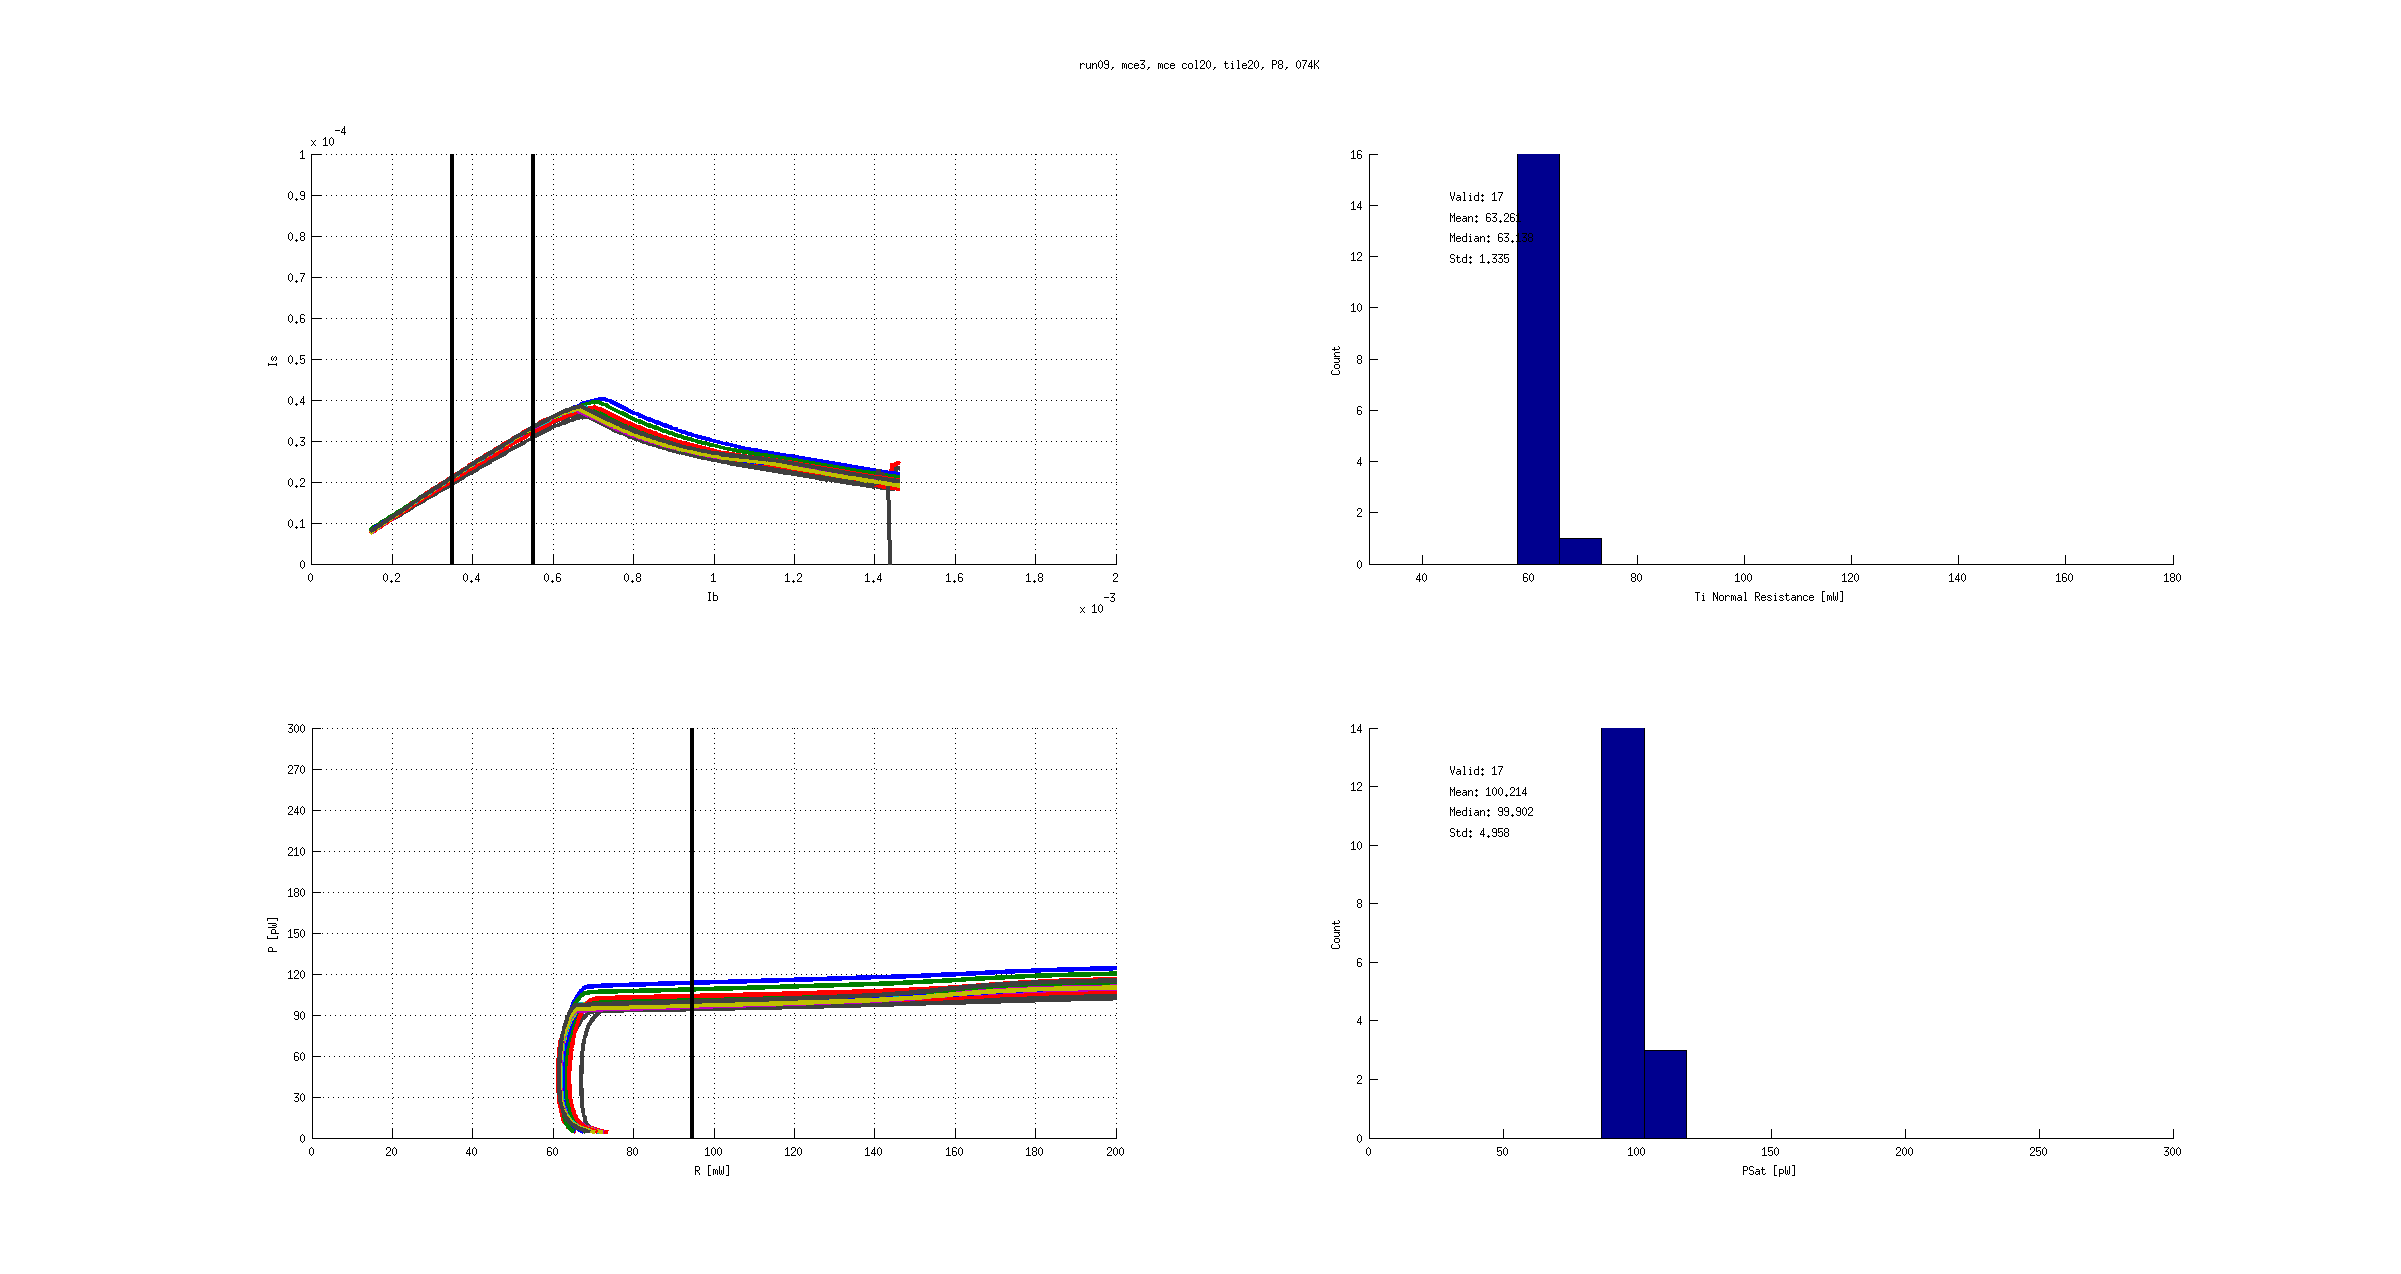 run09, mce3, mce col20, tile20, P8, 074K
x 10 -4
1
0.9
0.8
0.7
0.6
0.5
0.4
0.3
0.2
0.1
0
Is
0 0.2 0.4 0.6 0.8 1 1.2 1.4 1.6 1.8 2
Ib
x 10 -3
16
14
12
10
8
6
4
2
0
Count
Valid: 17
Mean: 63.261
Median:
Std: 1.335
40 60 80 100 120 140 160 180
Ti Normal Resistance [mW]
300
270
240
210
180
150
120
90
60
30
0
P [pW]
0 20 40 60 80 100 120 140 160 180 200
R [mW]
14
12
10
8
6
4
2
0
Count
Valid: 17
Mean: 100.214
Median: 99.902
Std: 4.958
0 50 100 150 200 250 300
PSat [pW]